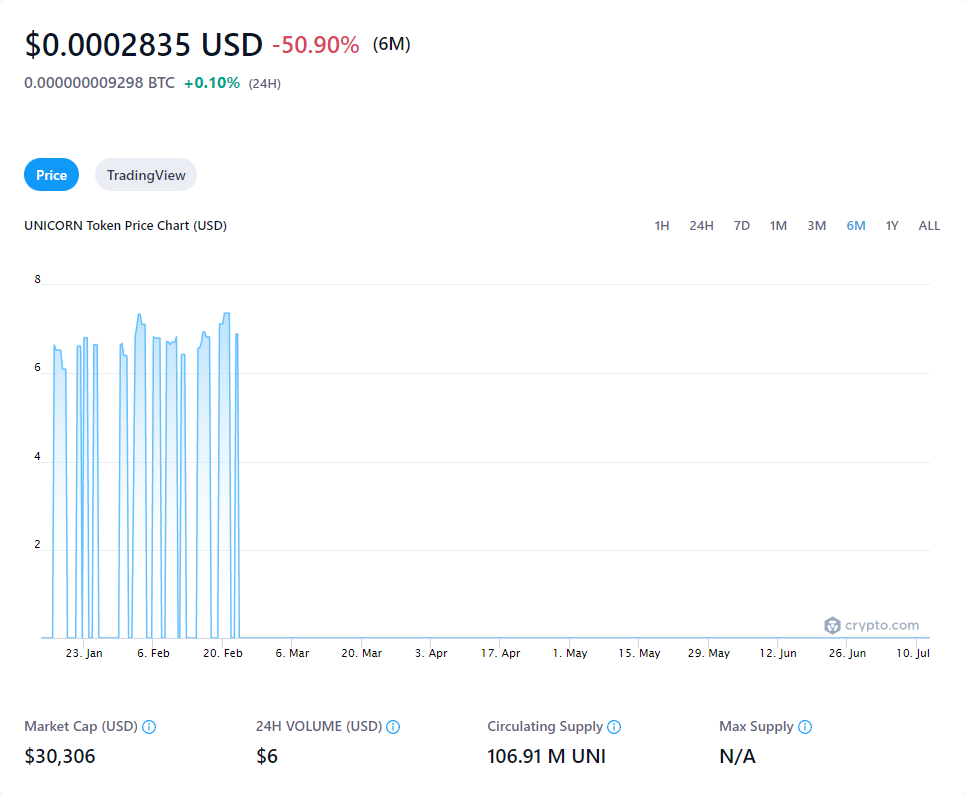 $0.0002835 USD -50.90% (6M)
0.000000009298 BTC +0.10% (24H)
Price TradingView
UNICORN Token Price Chart (USD) 1H 24H 7D 1M 3M 6M 1Y ALL
8
6
4
2
crypto.com
23. Jan 6. Feb 20. Feb 6. Mar 20. Mar 3. Apr 17. Apr 1. May 15. May 29. May 12. Jun 26. Jun 10. Jul
Market Cap (USD) 24H VOLUME (USD) Circulating Supply Max Supply
$30,306 $6 106.91 M UNI N/A